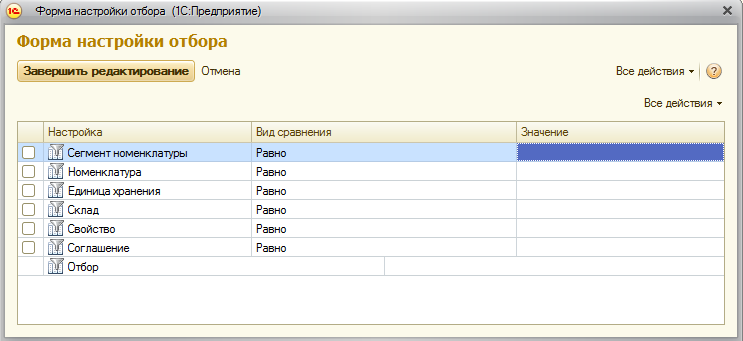 1С Форма настройки отбора (1С:Предприятие)
Форма настройки отбора
Завершить редактирование Отмена Все действия ?
Все действия
Настройка Вид сравнения Значение
Сегмент номенклатуры Равно
Номенклатура Равно
Единица хранения Равно
Склад Равно
Свойство Равно
Соглашение Равно
Отбор